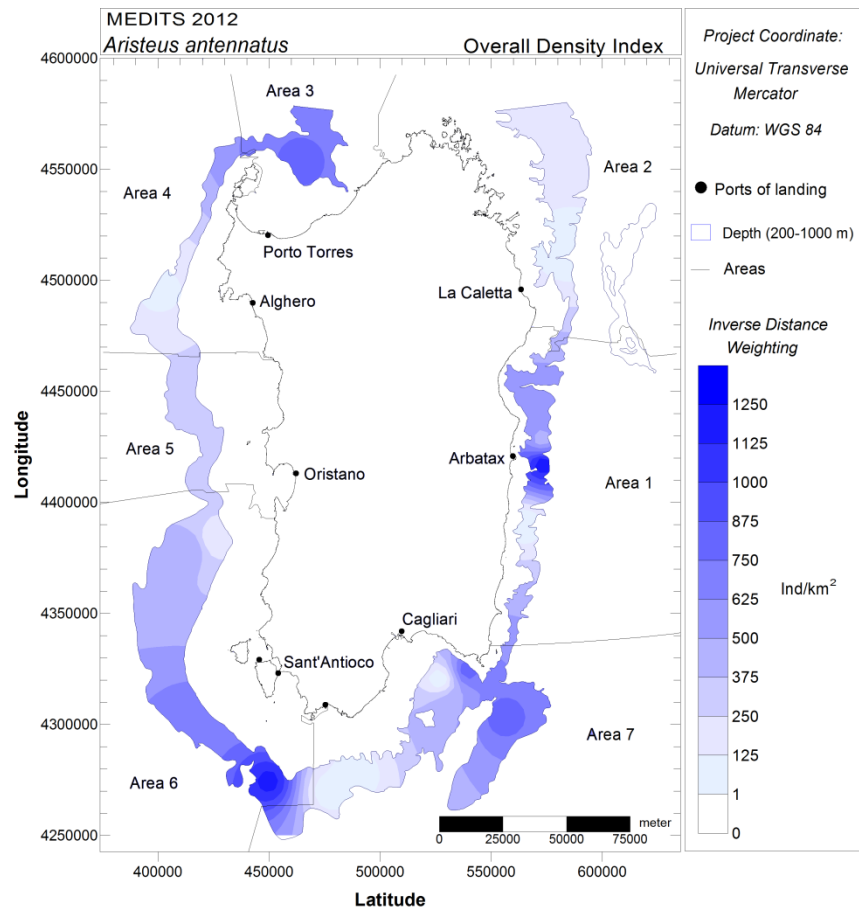 MEDITS 2012
Aristeus antennatus
Overall Density Index
4600000
4550000
4500000
4450000
4400000
4350000
4300000
4250000
Longitude
400000
450000
500000
550000
600000
Latitude
Area 3
Area 2
Area 4
Porto Torres
La Caletta
Alghero
Area 5
Oristano
Arbatax
Area 1
Cagliari
Sant'Antioco
Area 7
Area 6
meter
0
25000
50000
75000
Project Coordinate:
Universal Transverse
Mercator
Datum: WGS 84
Ports of landing
Depth (200-1000 m)
Areas
Inverse Distance
Weighting
1250
1125
1000
875
750
625
500
375
250
125
1
0
Ind/km²